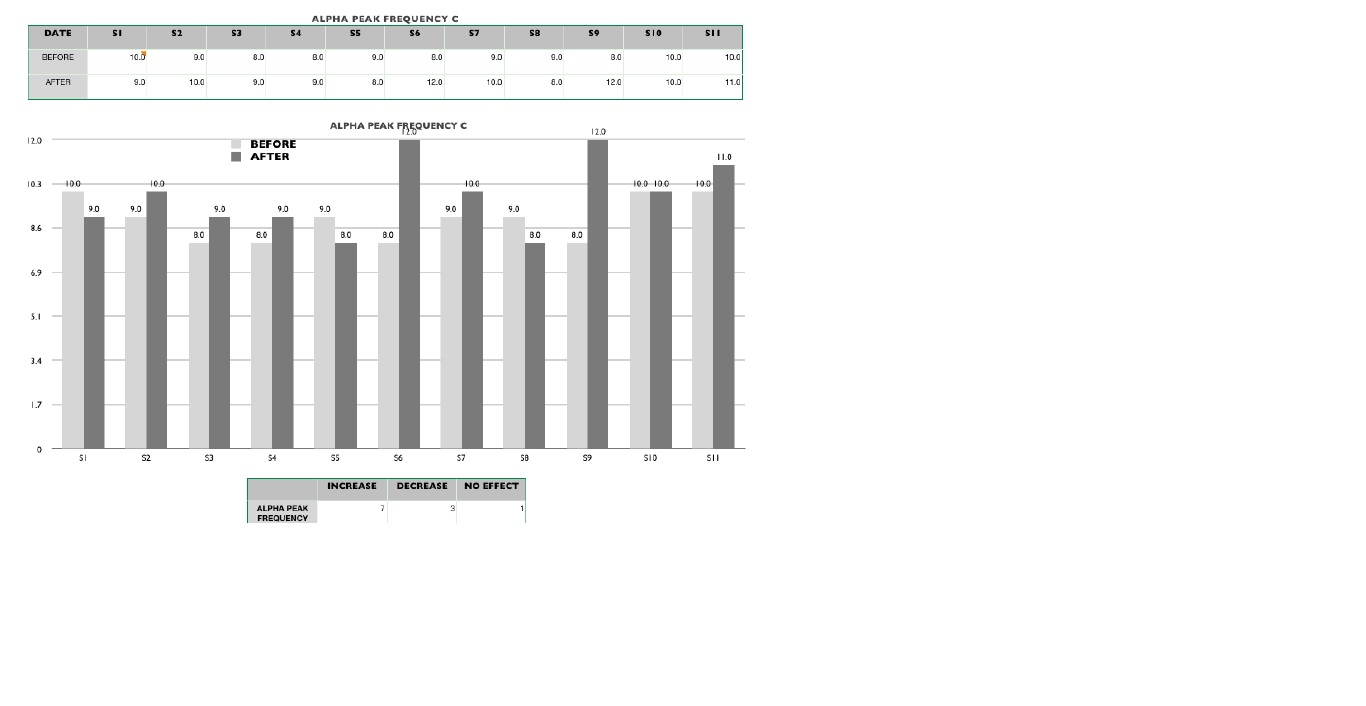 ALPHA PEAK FREQUENCY C
DATE S1 S2 S3 S4 S5 S6 S7 S8 S9 S10 S11
BEFORE 10.0 9.0 8.0 8.0 9.0 8.0 9.0 9.0 8.0 10.0 10.0
AFTER 9.0 10.0 9.0 9.0 8.0 12.0 10.0 8.0 12.0 10.0 11.0
ALPHA PEAK FREQUENCY C
12.0 12.0
12.0
BEFORE
AFTER
11.0
10.3 10.0 10.0 10.0 10.0 10.0 10.0
9.0 9.0 9.0 9.0 9.0 9.0 9.0
8.6
8.0 8.0 8.0 8.0 8.0 8.0
6.9
5.1
3.4
1.7
0
S1 S2 S3 S4 S5 S6 S7 S8 S9 S10 S11
INCREASE DECREASE NO EFFECT
ALPHA PEAK 7 3 1
FREQUENCY